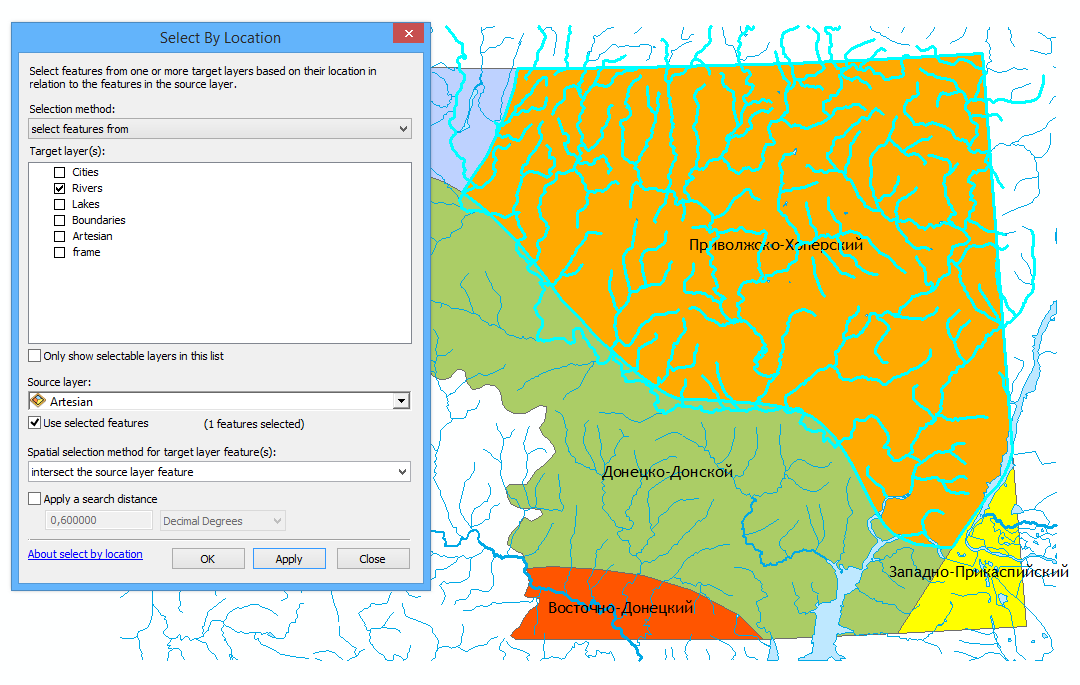 Select By Location
Select features from one or more target layers based on their location in
relation to the features in the source layer.
Selection method:
select features from
Target layer(s):
Cities
Rivers
Lakes
Boundaries
Artesian
frame
Only show selectable layers in this list
Source layer:
Artesian
Use selected features (1 features selected)
Spatial selection method for target layer feature(s):
intersect the source layer feature
Apply a search distance
0,600000 Decimal Degrees
About select by location OK Apply Close
Приволжско-Хоперский
Донецко-Донской
Западно-Прикаспийский
Восточно-Донецкий